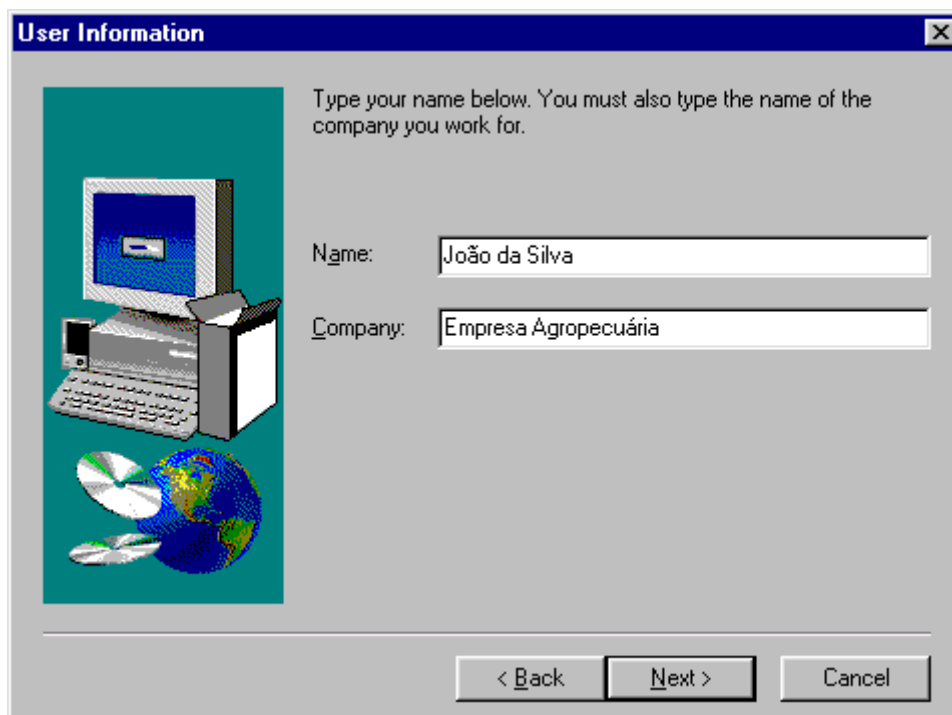 User Information
Type your name below. You must also type the name of the
company you work for.
Name: João da Silva
Company: Empresa Agropecuária
< Back Next > Cancel